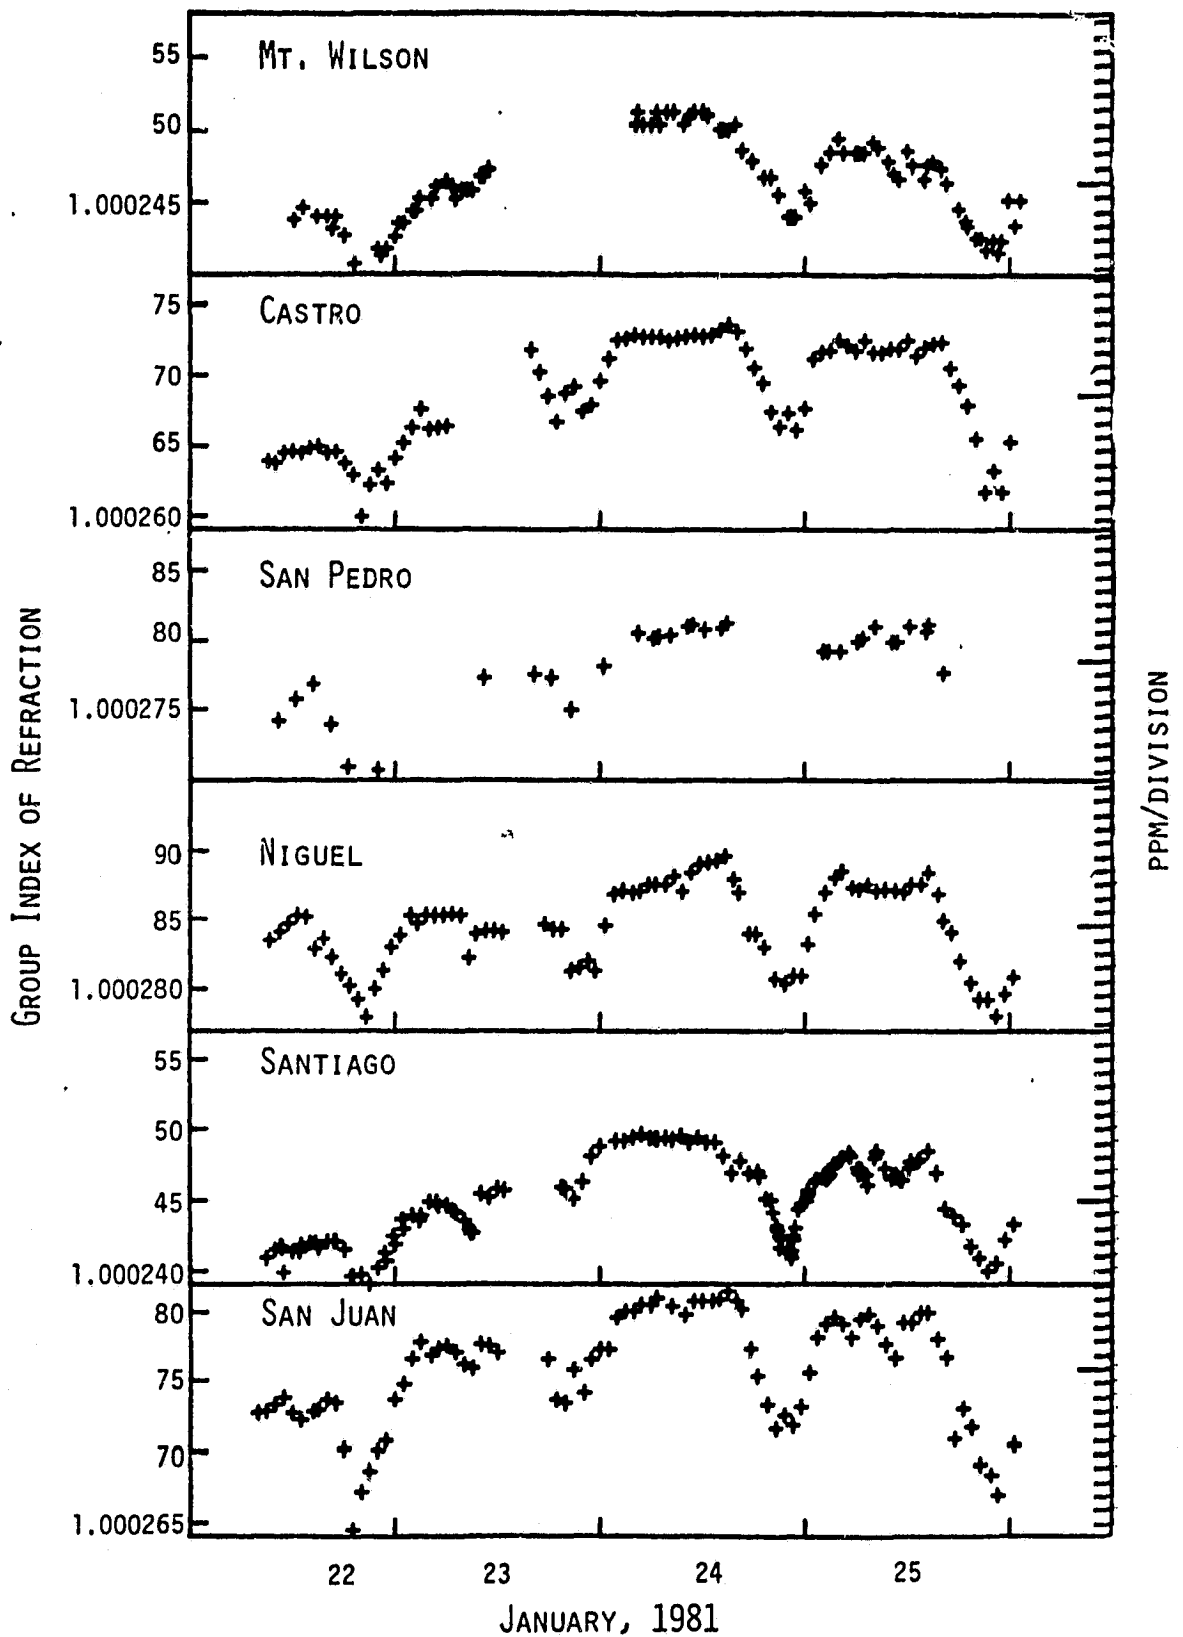 MT. WILSON
55
50
1.000245
CASTRO
75
70
65
1.000260
SAN PEDRO
85
80
1.000275
NIGUEL
90
85
1.000280
SANTIAGO
55
50
45
1.000240
SAN JUAN
80
75
70
1.000265
GROUP INDEX OF REFRACTION
PPM/DIVISION
22 23 24 25
JANUARY, 1981